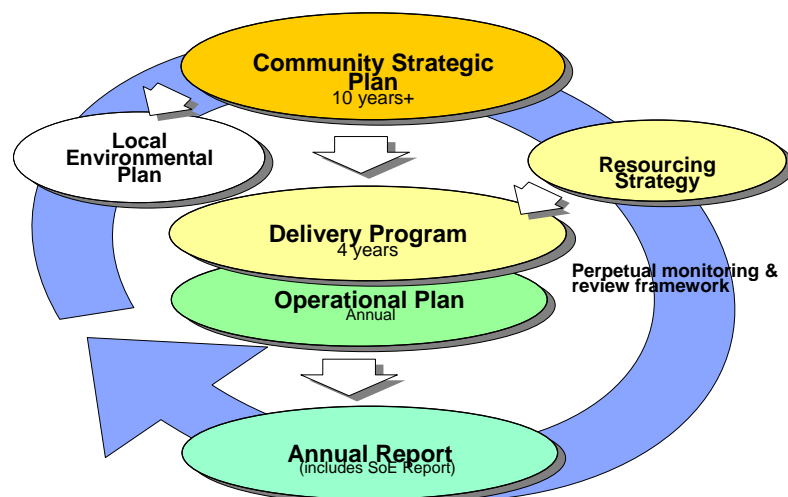 Community Strategic
Plan
10 years+
Local
Environmental
Plan
Resourcing
Strategy
Delivery Program
4 years
Perpetual monitoring &
review framework
Operational Plan
Annual
Annual Report
(includes SoE Report)